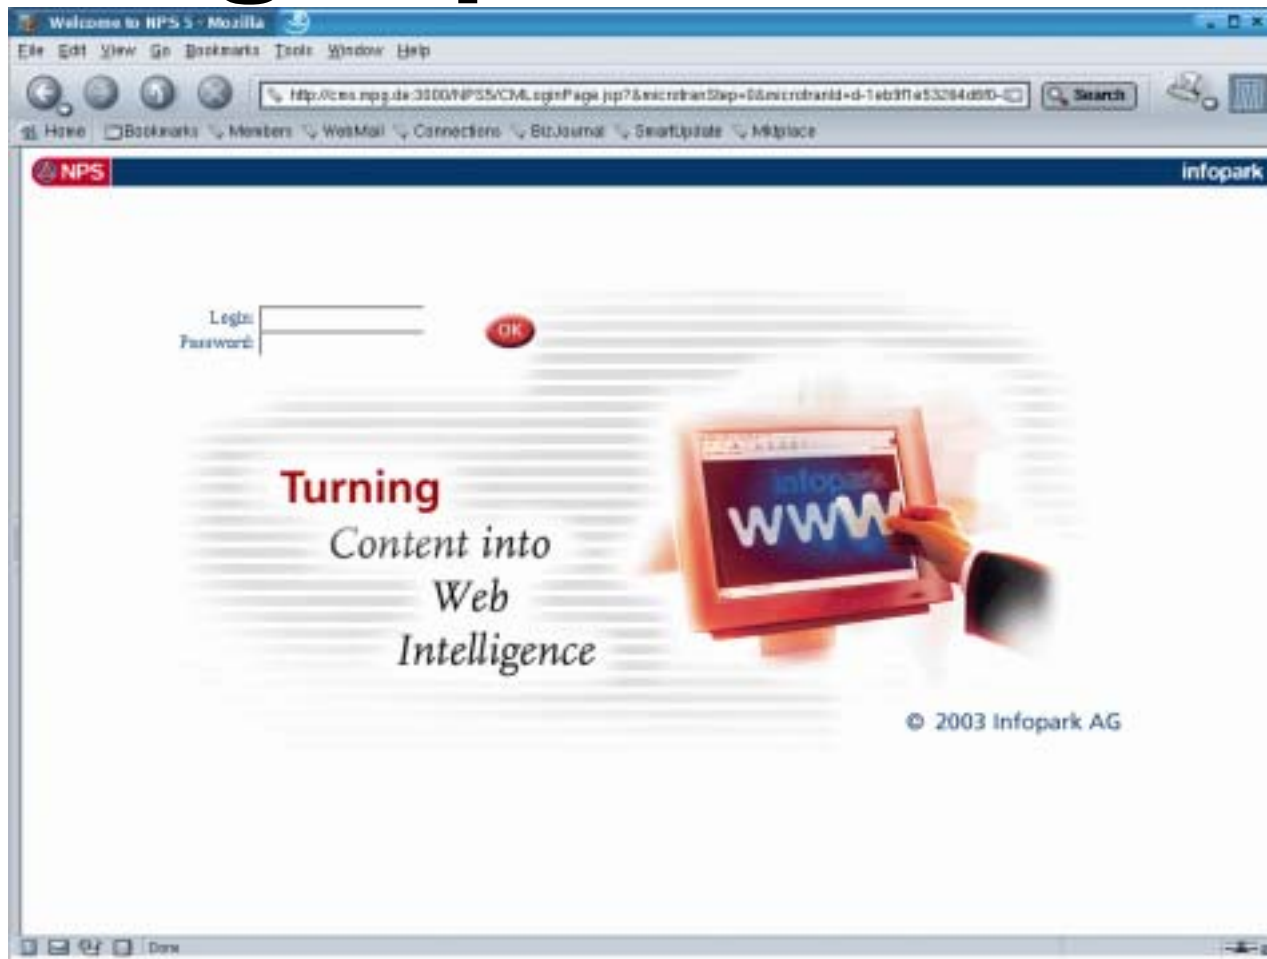 Welcome to NPS 5 - Mozilla
File Edit View Go Bookmarks Tools Window Help
Search
Home Bookmarks Members WebMail Connections BizJournal SmartUpdate Mktplace
NPS infopark
Login:
Password:
OK
infopark
WWW
Turning
Content into
Web
Intelligence
© 2003 Infopark AG
Done